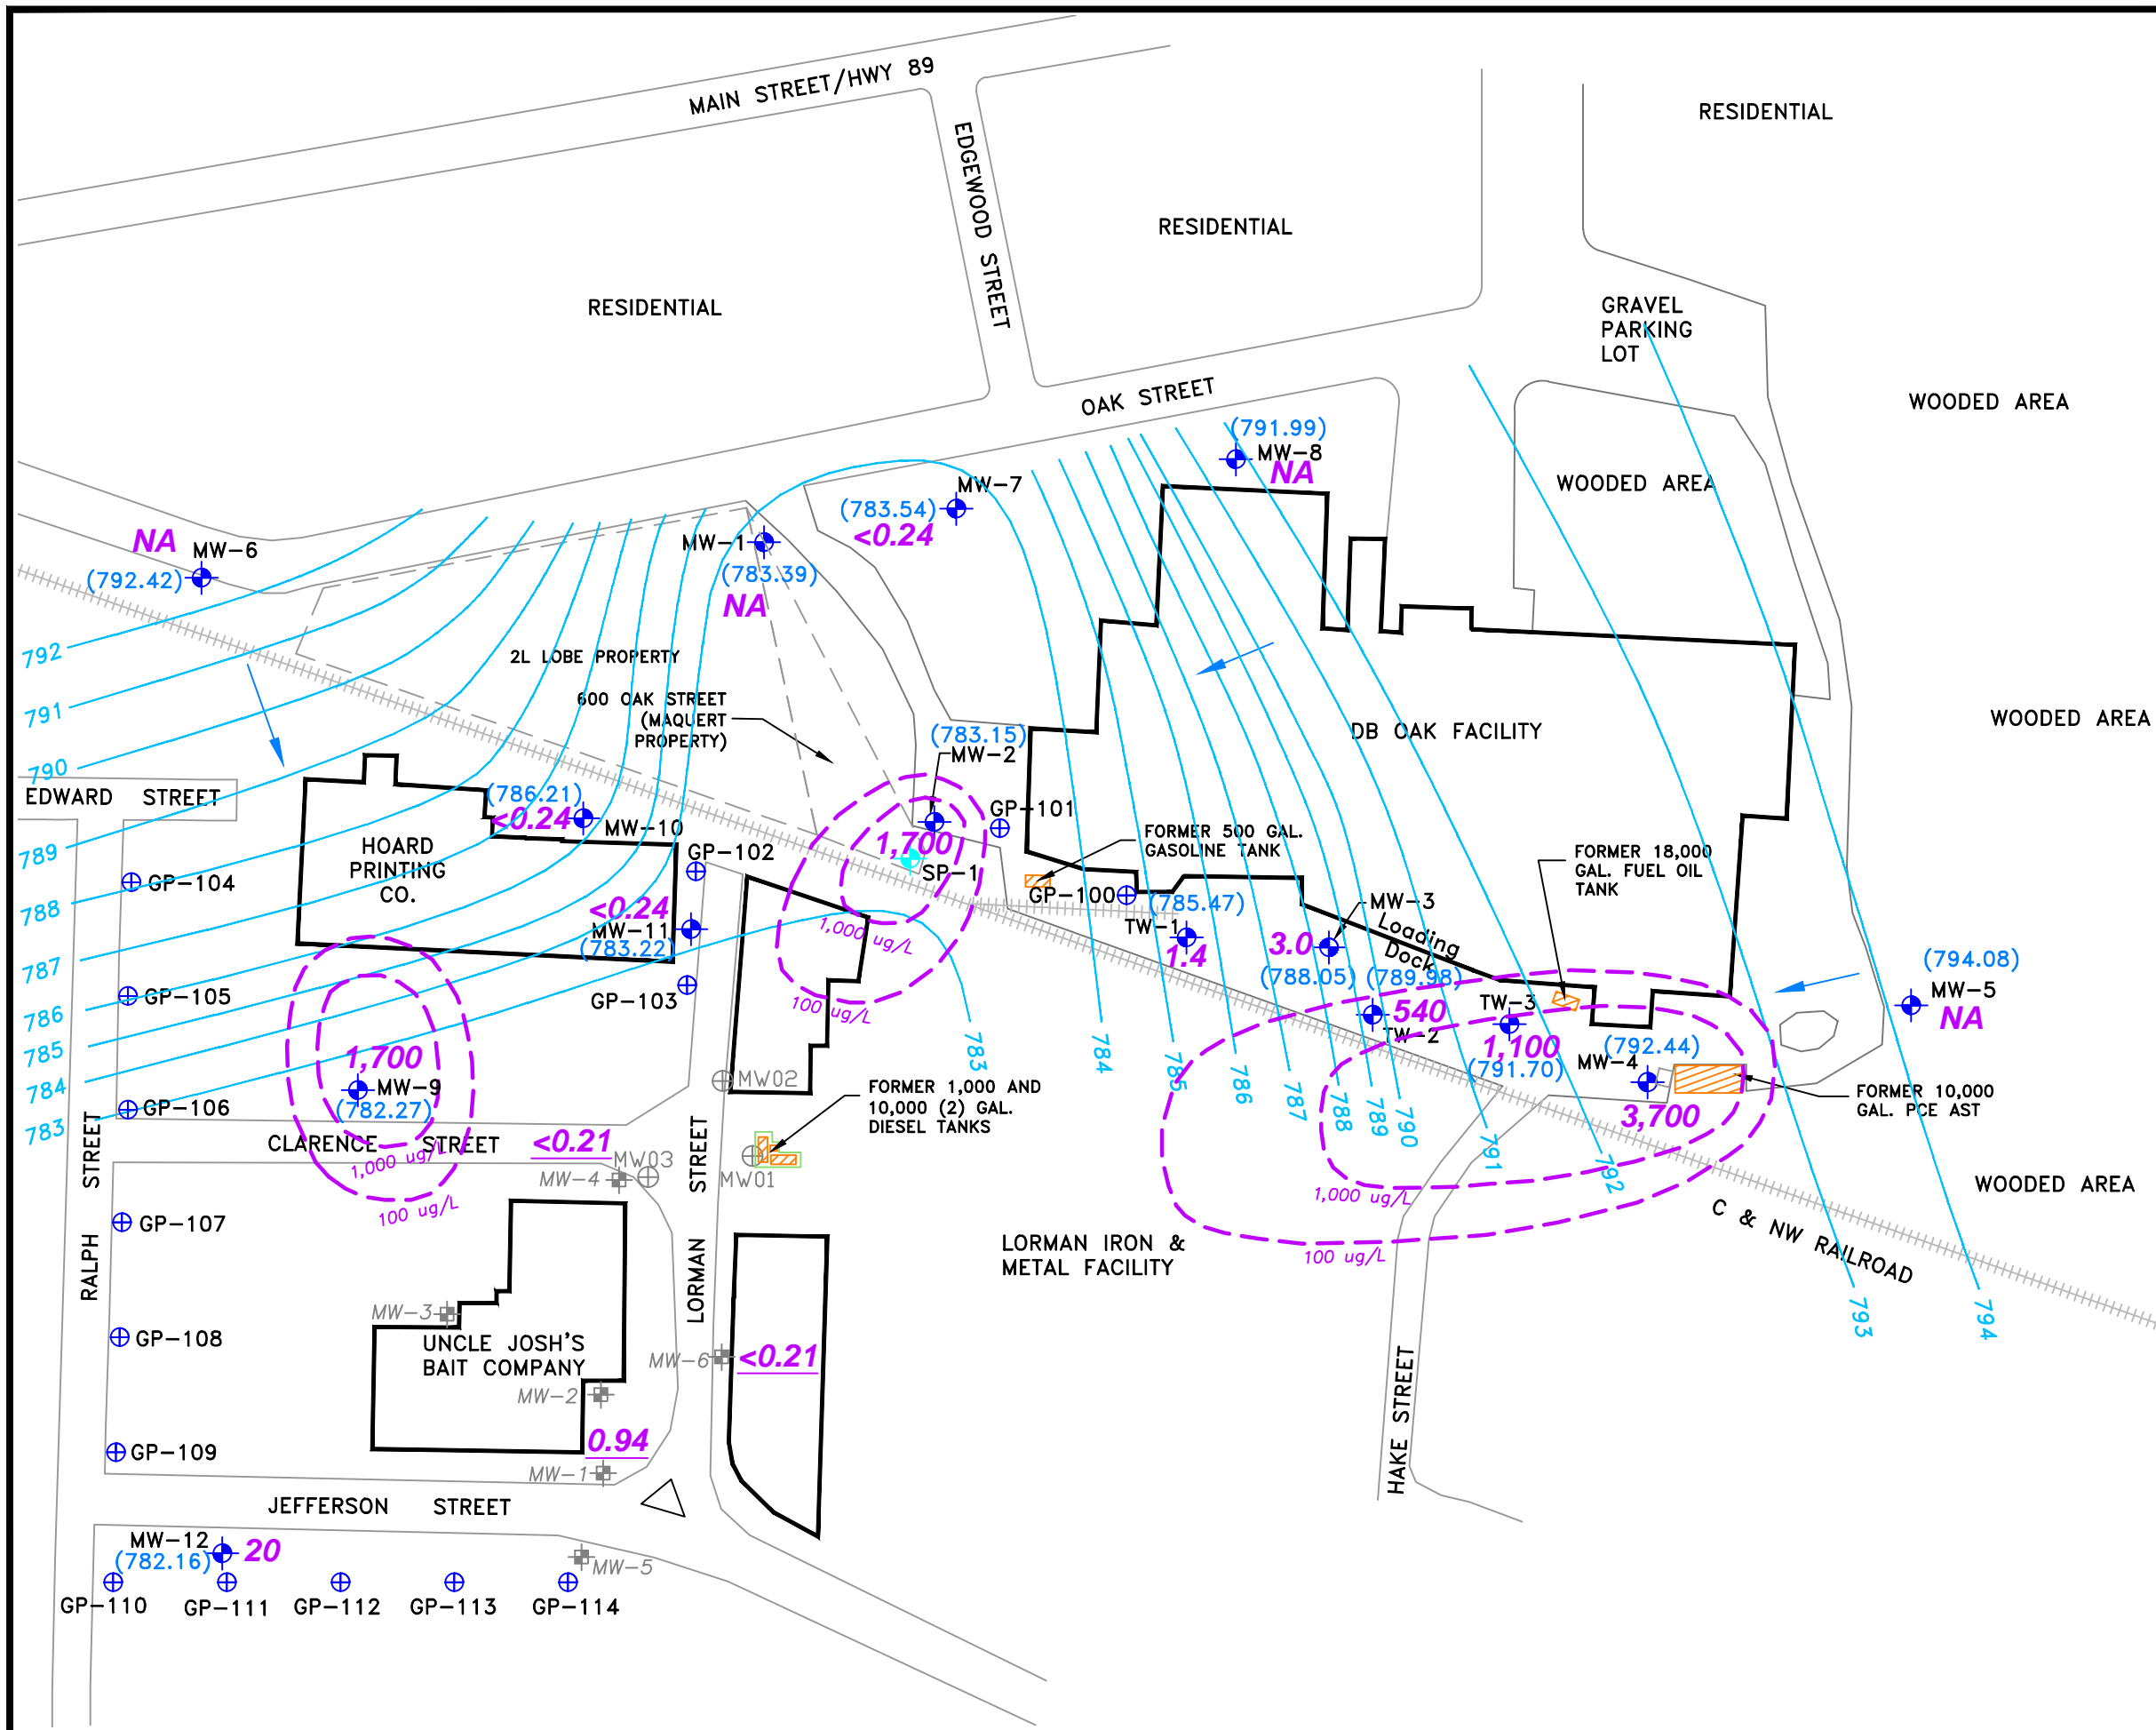 MAIN STREET/HWY 89
EDGEWOOD STREET
RESIDENTIAL
RESIDENTIAL
RESIDENTIAL
GRAVEL
PARKING
LOT
OAK STREET
WOODED AREA
WOODED AREA
WOODED AREA
WOODED AREA
(791.99)
MW-8
NA
MW-7
(783.54)
<0.24
NA
MW-6
(792.42)
MW-1
(783.39)
NA
2L LOBE PROPERTY
600 OAK STREET
(MAQUERT
PROPERTY)
DB OAK FACILITY
(783.15)
MW-2
1,700
SP-1
GP-101
FORMER 500 GAL.
GASOLINE TANK
GP-100
(785.47)
TW-1
1.4
MW-3
3.0
(788.05)
Loading
Dock
(789.98)
540
TW-2
FORMER 18,000
GAL. FUEL OIL
TANK
TW-3
1,100
(791.70)
(792.44)
MW-4
3,700
(794.08)
MW-5
NA
FORMER 10,000
GAL. PCE AST
792
791
790
789
788
787
786
785
784
783
EDWARD STREET
HOARD
PRINTING
CO.
(786.21)
<0.24
MW-10
GP-102
<0.24
MW-11
(783.22)
GP-103
GP-104
GP-105
GP-106
GP-107
GP-108
GP-109
1,700
MW-9
(782.27)
1,000 ug/L
100 ug/L
1,000 ug/L
100 ug/L
1,000 ug/L
100 ug/L
783
784
785
786
787
788
789
790
791
792
793
794
CLARENCE STREET
<0.21
MW-4
MW03
MW02
MW01
FORMER 1,000 AND
10,000 (2) GAL.
DIESEL TANKS
RALPH STREET
LORMAN STREET
HAKE STREET
C & NW RAILROAD
LORMAN IRON &
METAL FACILITY
MW-3
UNCLE JOSH'S
BAIT COMPANY
MW-2
MW-6
<0.21
0.94
MW-1
JEFFERSON STREET
MW-12
(782.16)
20
MW-5
GP-110
GP-111
GP-112
GP-113
GP-114